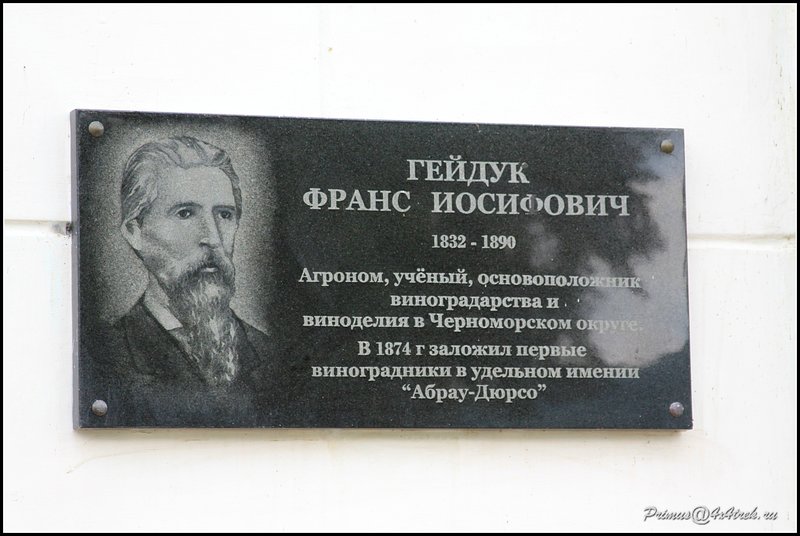 ГЕЙДУК
ФРАНС ИОСИФОВИЧ
1832 - 1890
Агроном, учёный, основоположник
виноградарства и
виноделия в Черноморском округе.
В 1874 г заложил первые
виноградники в удельном имении
“Абрау-Дюрсо”
Primus@4x4trek.ru